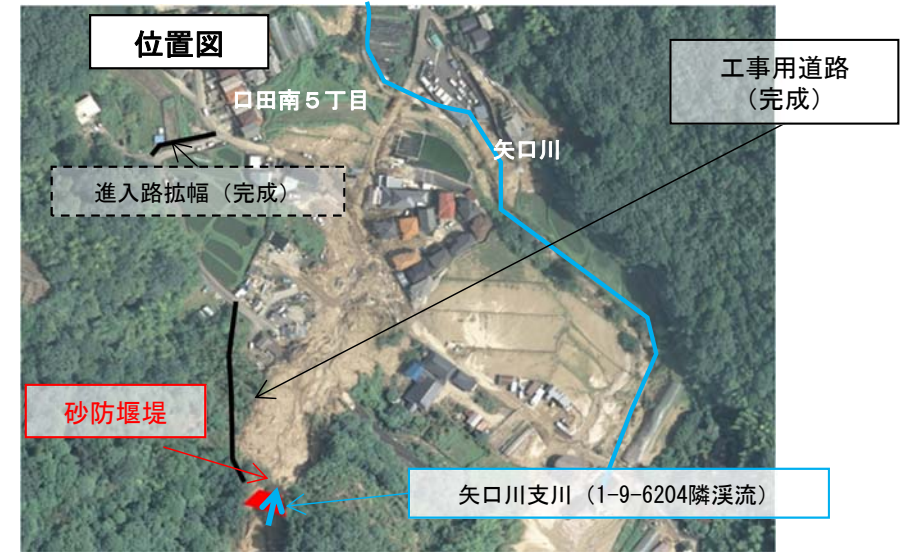 位置図
工事用道路
（完成）
口田南５丁目
矢口川
進入路拡幅（完成）
砂防堰堤
矢口川支川（1-9-6204隣渓流）